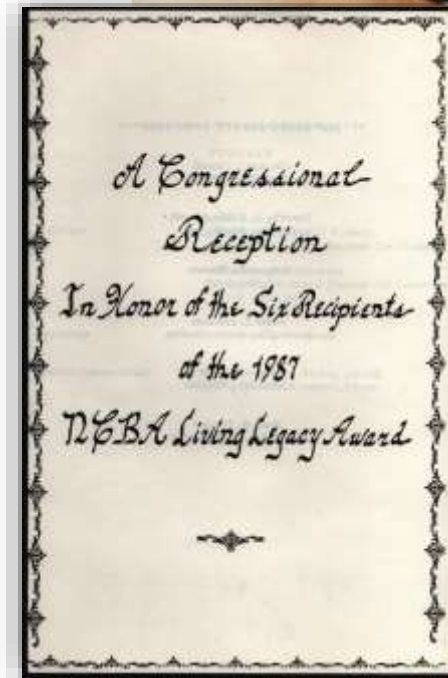 A Congressional
Reception
In Honor of the Six Recipients
of the 1987
NCBA Living Legacy Award